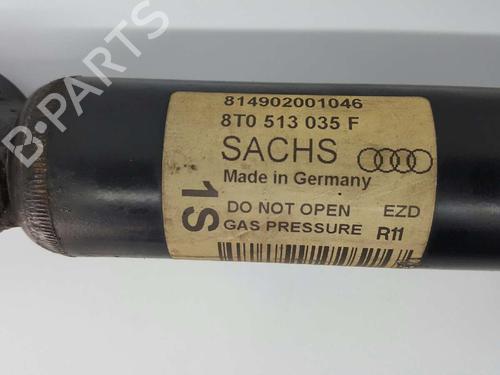 814902001046
8T0 513 035 F
SACHS
Made in Germany
1S
DO NOT OPEN EZD
GAS PRESSURE R11
B-PARTS